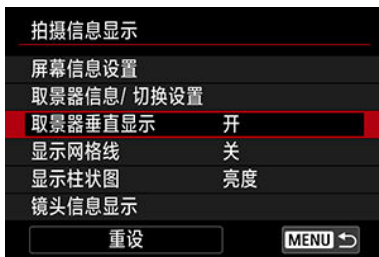 拍摄信息显示
屏幕信息设置
取景器信息/ 切换设置
取景器垂直显示 开
显示网格线 关
显示柱状图 亮度
镜头信息显示
重设 MENU